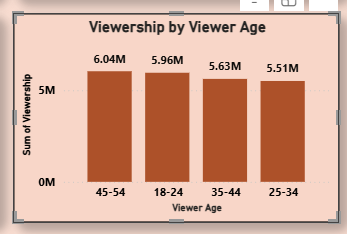 Viewership by Viewer Age
6.04M 5.96M 5.63M 5.51M
5M
0M
Sum of Viewership
45-54 18-24 35-44 25-34
Viewer Age